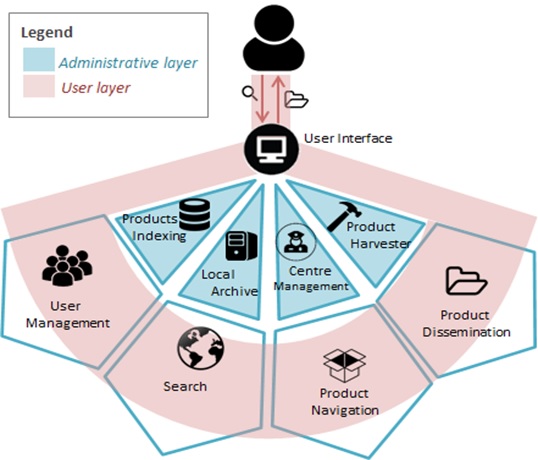 Legend
Administrative layer
User layer
User Interface
Products
Indexing
Local
Archive
Centre
Management
Product
Harvester
User
Management
Search
Product
Navigation
Product
Dissemination